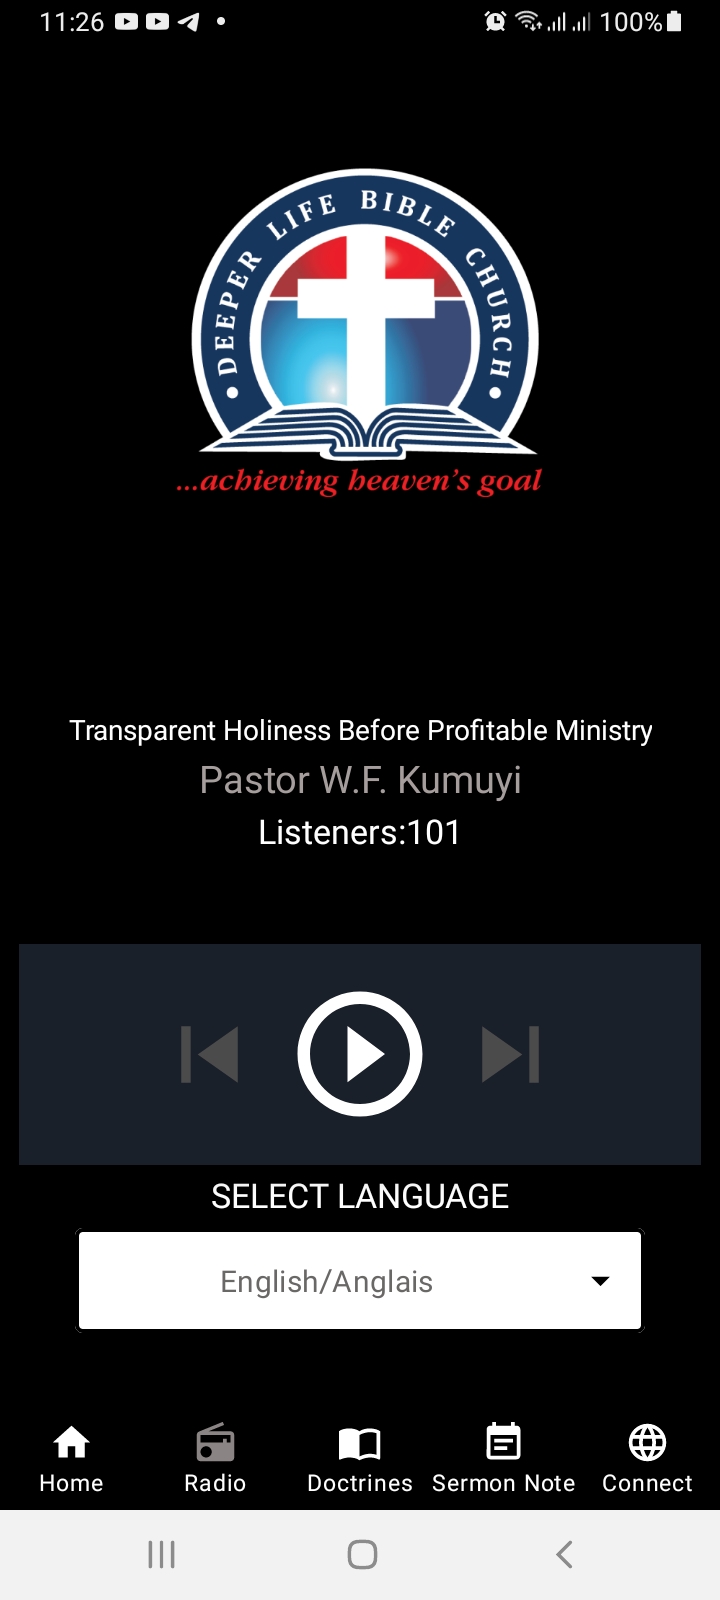 11:26
100%
DEEPER LIFE BIBLE CHURCH
...achieving heaven's goal
Transparent Holiness Before Profitable Ministry
Pastor W.F. Kumuyi
Listeners:101
SELECT LANGUAGE
English/Anglais
Home Radio Doctrines Sermon Note Connect